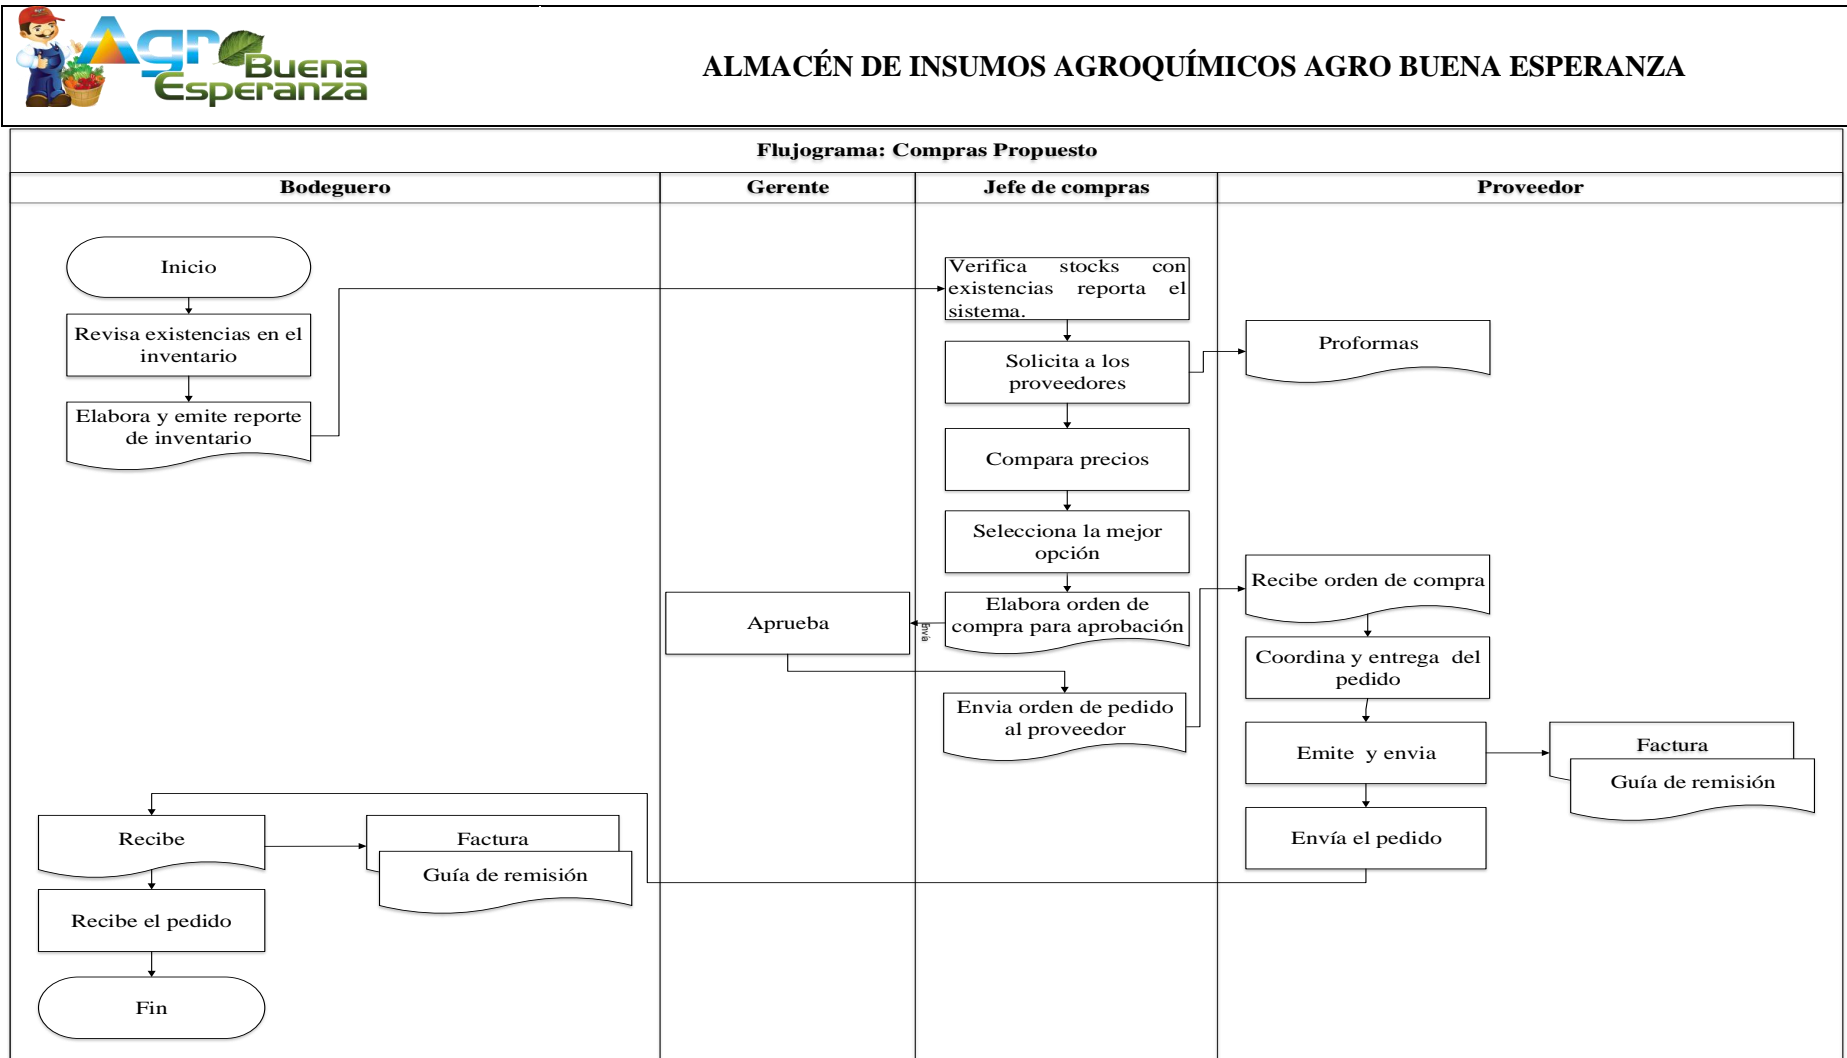 Agro
Buena
Esperanza
ALMACÉN DE INSUMOS AGROQUÍMICOS AGRO BUENA ESPERANZA
Flujograma: Compras Propuesto
Bodeguero
Gerente
Jefe de compras
Proveedor
Inicio
Revisa existencias en el
inventario
Elabora y emite reporte
de inventario
Verifica stocks con
existencias reporta el
sistema.
Solicita a los
proveedores
Proformas
Compara precios
Selecciona la mejor
opción
Elabora orden de
compra para aprobación
Envía
Aprueba
Envia orden de pedido
al proveedor
Recibe orden de compra
Coordina y entrega del
pedido
Emite y envia
Factura
Guía de remisión
Envía el pedido
Recibe
Factura
Guía de remisión
Recibe el pedido
Fin